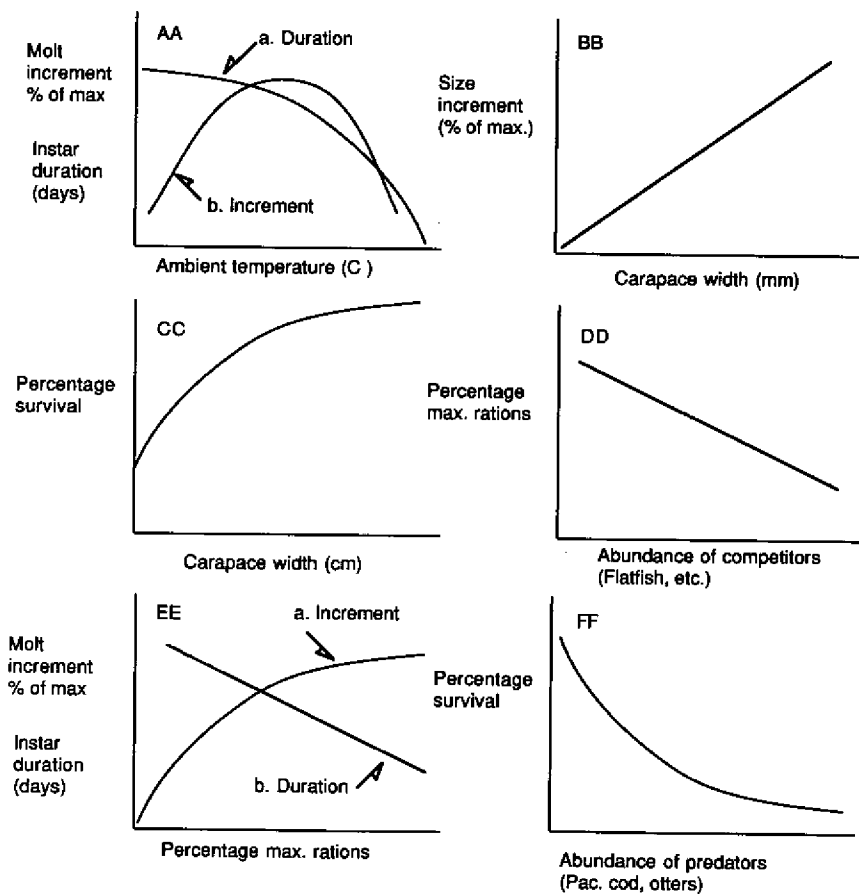 AA
a. Duration
Molt
increment
% of max
Instar
duration
(days)
b. Increment
Ambient temperature (C )
BB
Size
increment
(% of max.)
Carapace width (mm)
CC
Percentage
survival
Carapace width (cm)
DD
Percentage
max. rations
Abundance of competitors
(Flatfish, etc.)
EE
a. Increment
Molt
increment
% of max
Instar
duration
(days)
b. Duration
Percentage max. rations
FF
Percentage
survival
Abundance of predators
(Pac. cod, otters)